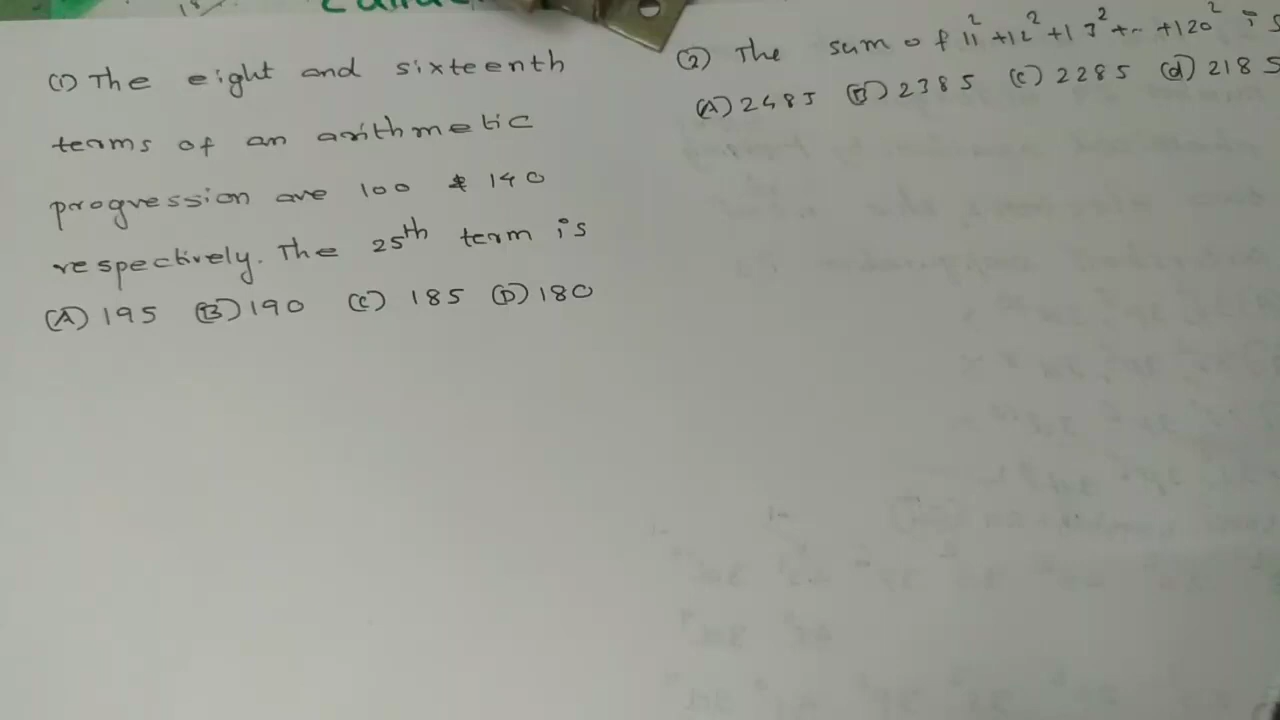 (1) The eight and sixteenth
terms of an arithmetic
progression are 100 & 140
respectively. The 25th term is
(A) 195 (B) 190 (C) 185 (D) 180
(2) The sum of 11² +12² +13² +~ +120² is
(A) 2485 (B) 2385 (C) 2285 (d) 2185